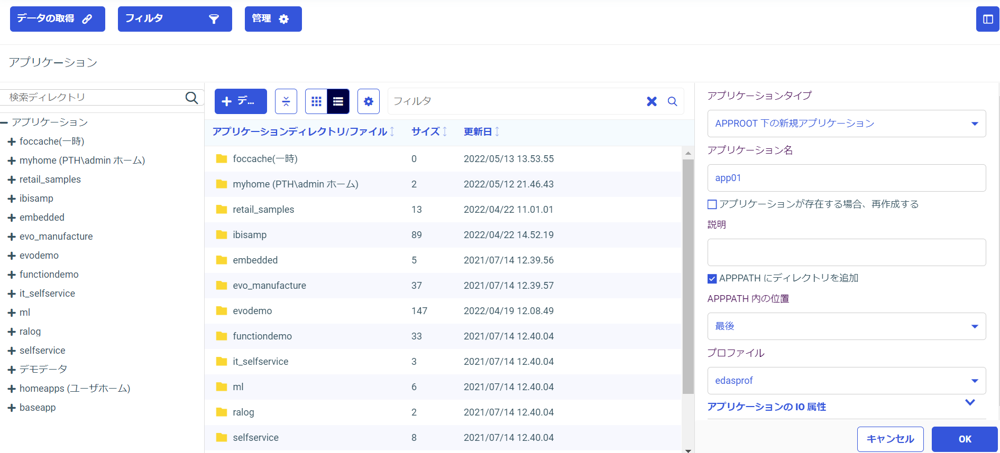 データの取得
フィルタ
管理
アプリケーション
検索ディレクトリ
アプリケーション
foccache(一時)
myhome (PTH\admin ホーム)
retail_samples
ibisamp
embedded
evo_manufacture
evodemo
functiondemo
it_selfservice
ml
ralog
selfservice
デモデータ
homeapps (ユーザホーム)
baseapp
デ...
フィルタ
アプリケーションディレクトリ/ファイル サイズ 更新日
foccache(一時) 0 2022/05/13 13.53.55
myhome (PTH\admin ホーム) 2 2022/05/12 21.46.43
retail_samples 13 2022/04/22 11.01.01
ibisamp 89 2022/04/22 14.52.19
embedded 5 2021/07/14 12.39.56
evo_manufacture 37 2021/07/14 12.39.57
evodemo 147 2022/04/19 12.08.49
functiondemo 33 2021/07/14 12.40.04
it_selfservice 3 2021/07/14 12.40.04
ml 6 2021/07/14 12.40.04
ralog 2 2021/07/14 12.40.04
selfservice 8 2021/07/14 12.40.04
アプリケーションタイプ
APPROOT 下の新規アプリケーション
アプリケーション名
app01
アプリケーションが存在する場合、再作成する
説明
APPPATH にディレクトリを追加
APPPATH 内の位置
最後
プロファイル
edasprof
アプリケーションの IO 属性
キャンセル
OK